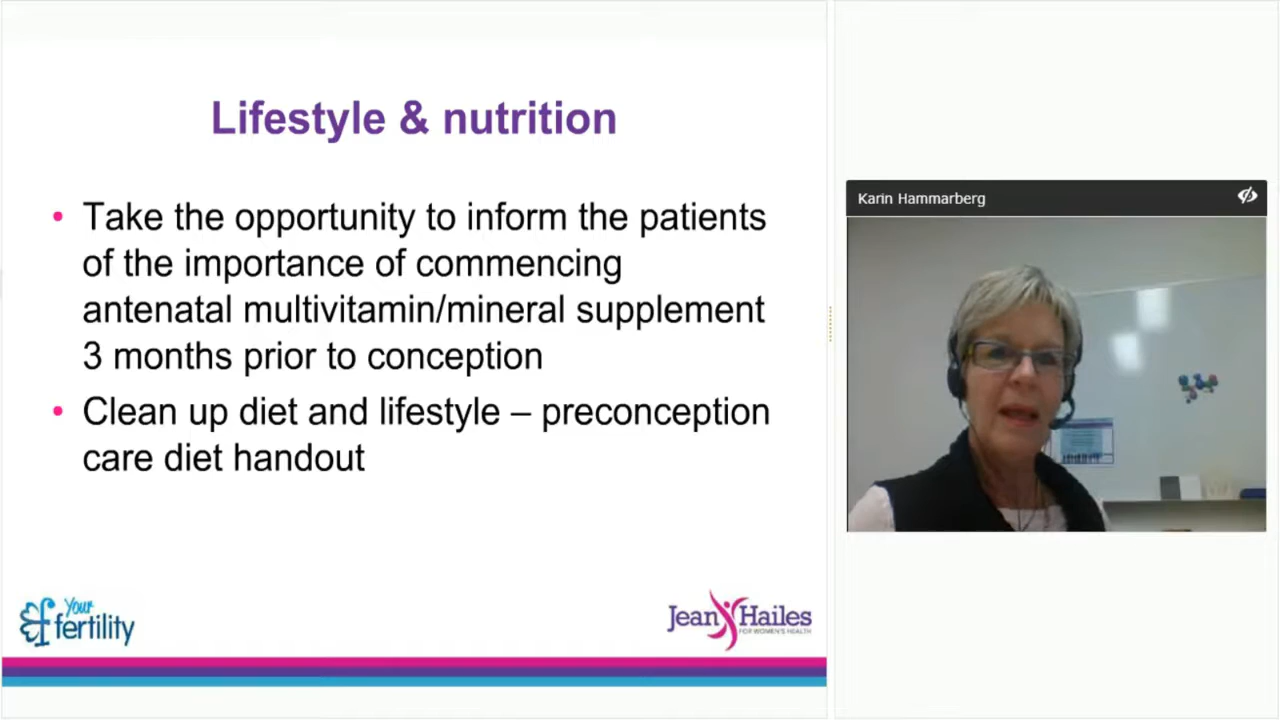 Lifestyle & nutrition
• Take the opportunity to inform the patients
of the importance of commencing
antenatal multivitamin/mineral supplement
3 months prior to conception
• Clean up diet and lifestyle – preconception
care diet handout
Your
fertility
Jean Hailes
FOR WOMEN'S HEALTH
Karin Hammarberg